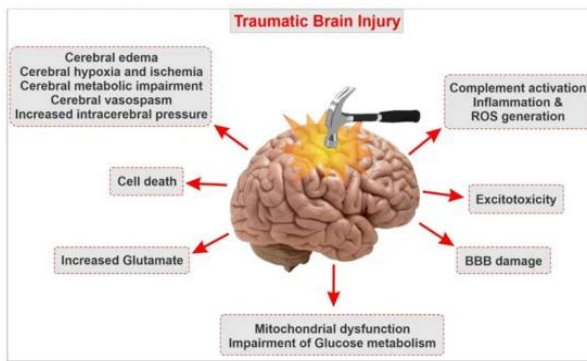 Traumatic Brain Injury
Cerebral edema
Cerebral hypoxia and ischemia
Cerebral metabolic impairment
Cerebral vasospasm
Increased intracerebral pressure
Complement activation
Inflammation &
ROS generation
Cell death
Excitotoxicity
Increased Glutamate
BBB damage
Mitochondrial dysfunction
Impairment of Glucose metabolism